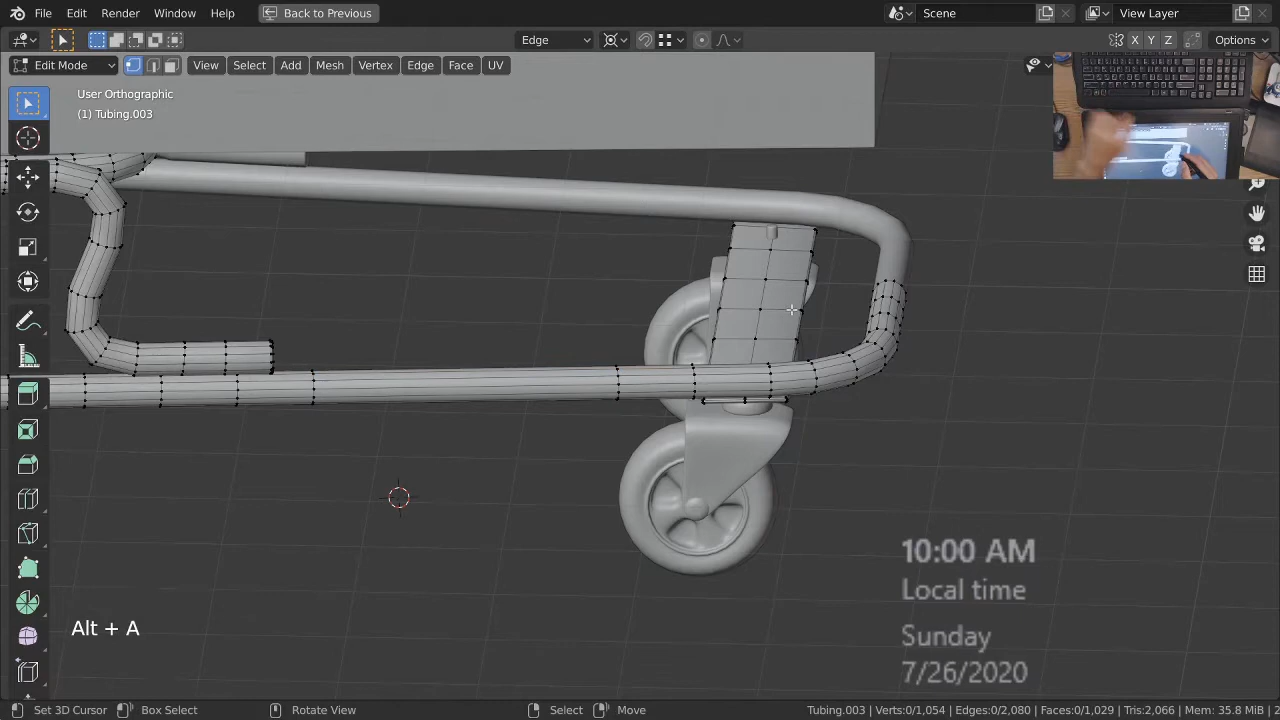 File Edit Render Window Help Back to Previous Scene View Layer
Edge X Y Z Options
Edit Mode View Select Add Mesh Vertex Edge Face UV
User Orthographic
(1) Tubing.003
Alt + A
10:00 AM
Local time
Sunday
7/26/2020
Set 3D Cursor Box Select Rotate View Select Move Tubing.003 | Verts:0/1,054 | Edges:0/2,080 | Faces:0/1,029 | Tris:2,066 | Mem: 35.8 MiB | 2